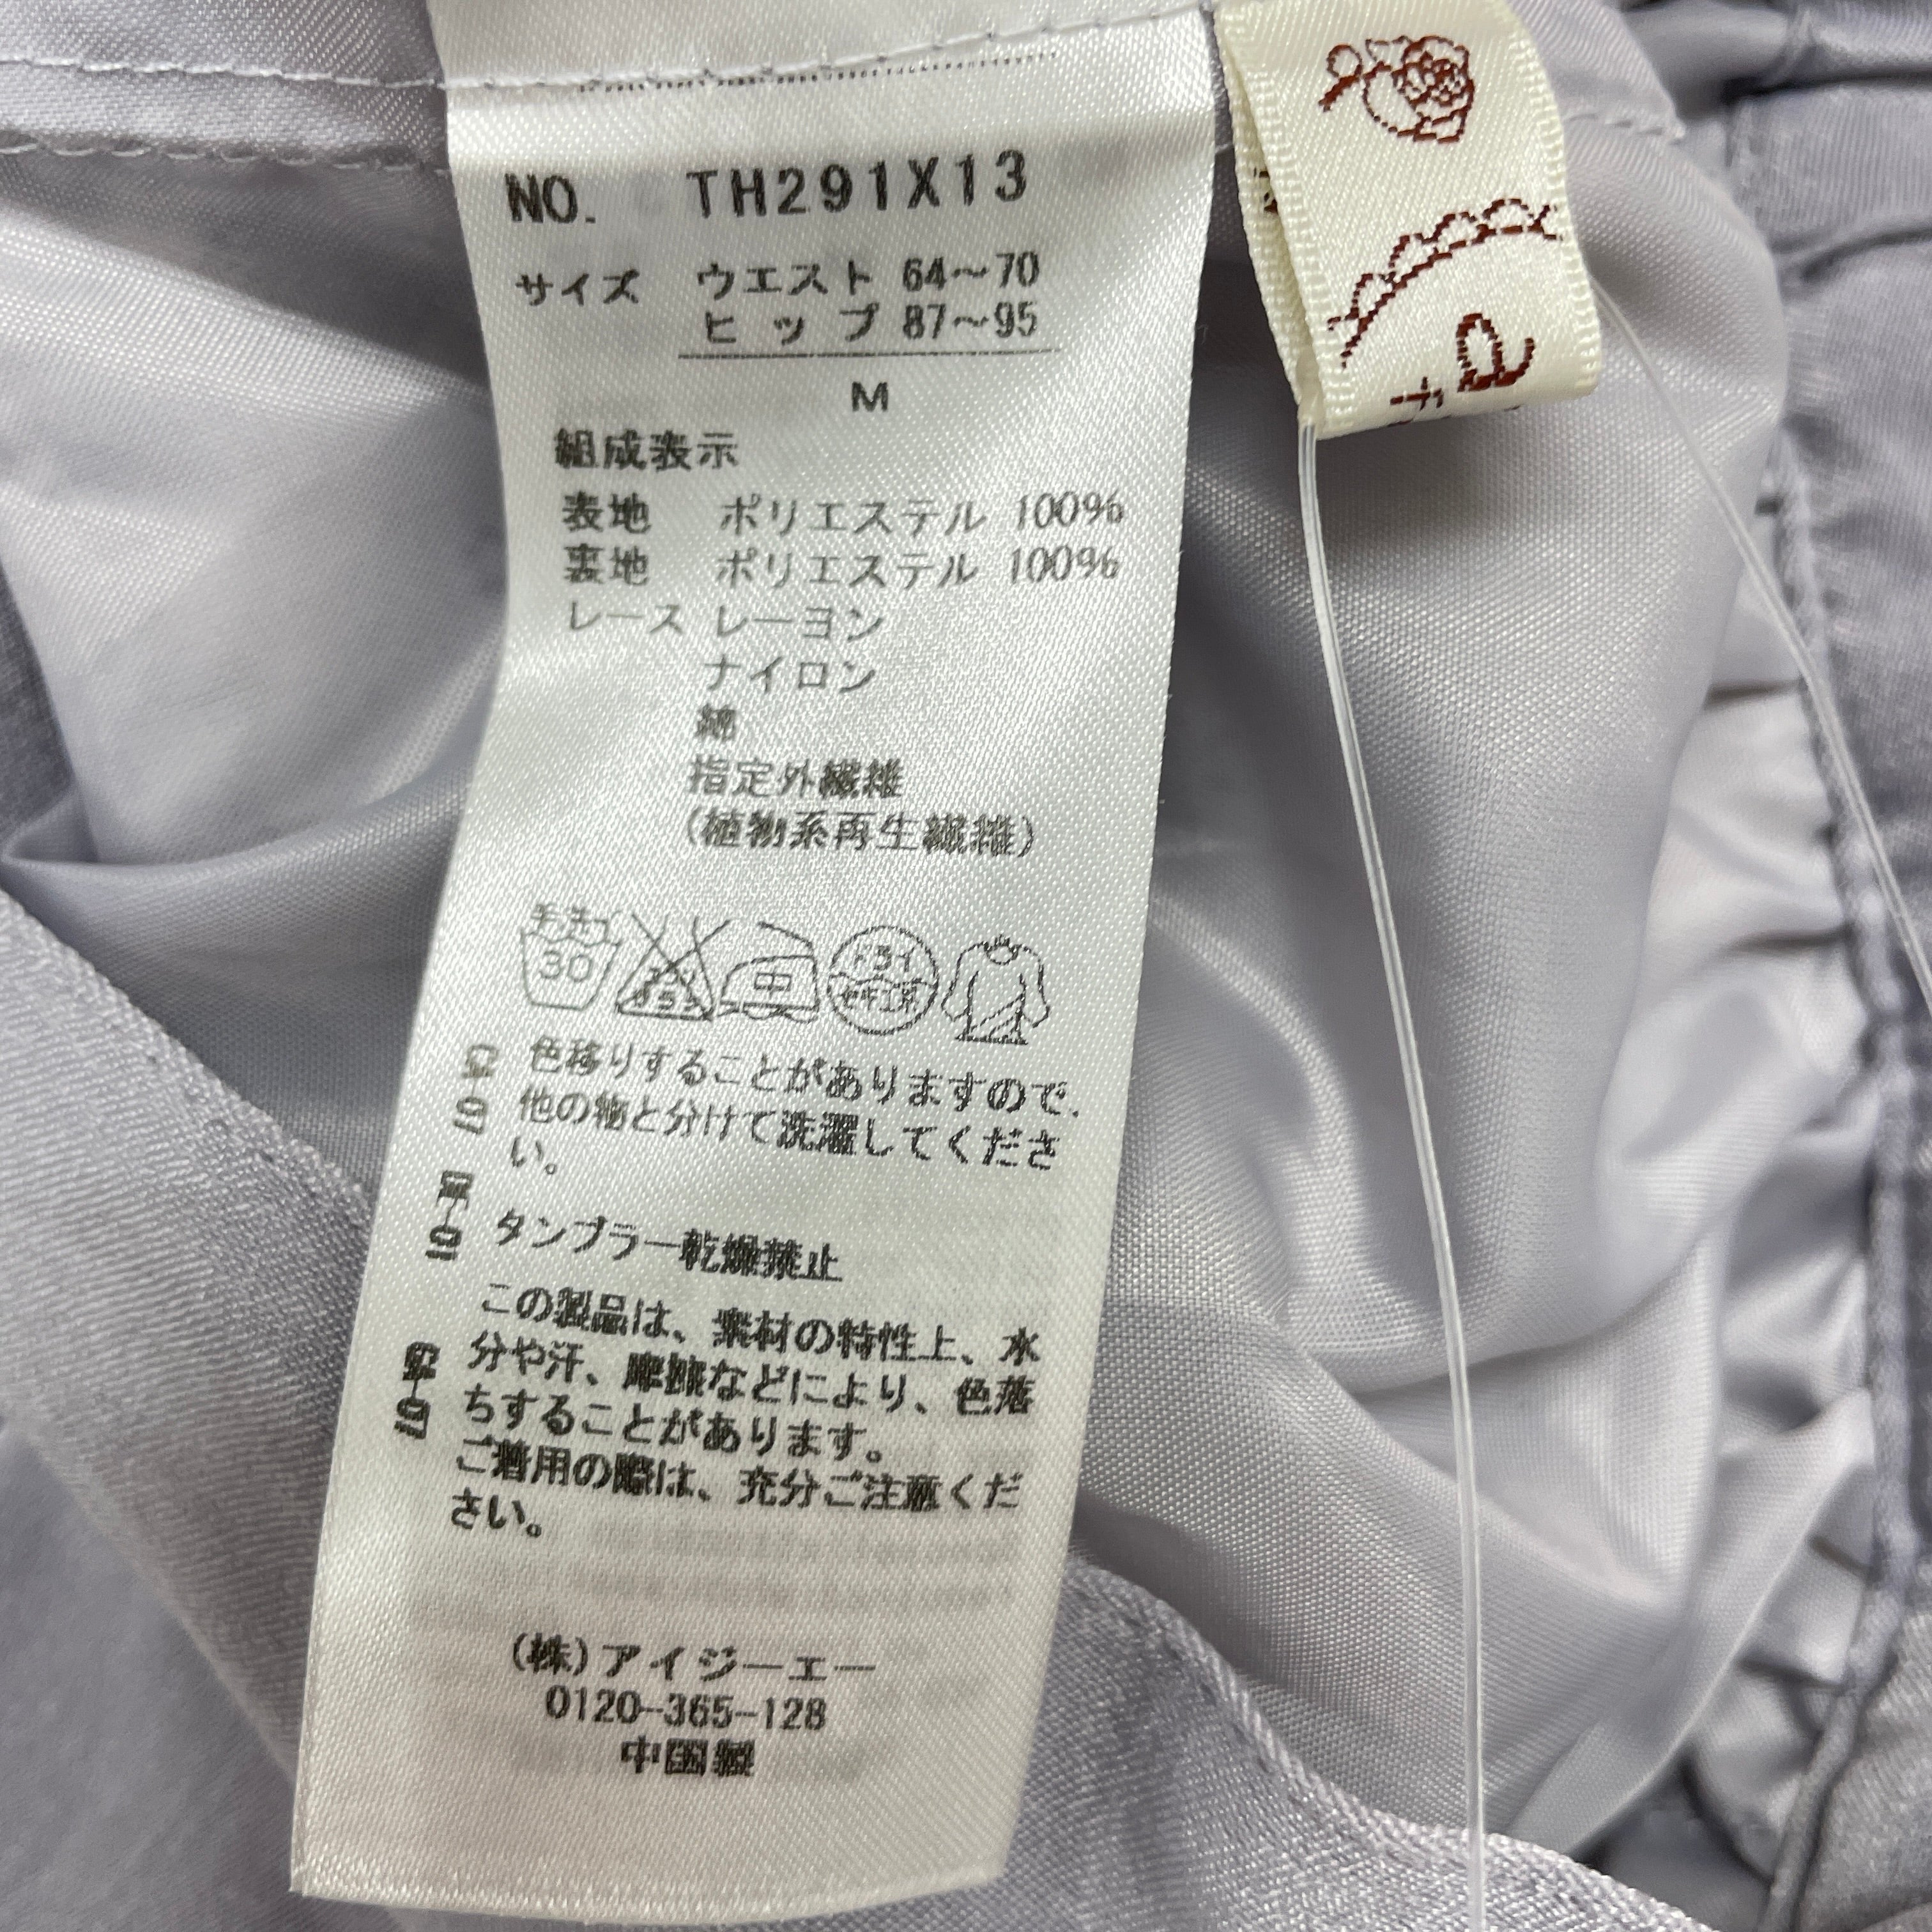 NO. TH291X13
サイズ ウエスト 64～70
ヒップ 87～95
M
組成表示
表地 ポリエステル 100%
裏地 ポリエステル 100%
レース レーヨン
ナイロン
綿
指定外繊維
(植物系再生繊維)
手洗イ 30 中 ドライ
色移りすることがありますので、
他の物と分けて洗濯してくださ
い。
タンブラー乾燥禁止
この製品は、素材の特性上、水
分や汗、摩擦などにより、色落
ちすることがあります。
ご着用の際は、充分ご注意くだ
さい。
(株)アイジーエー
0120-365-128
中国製